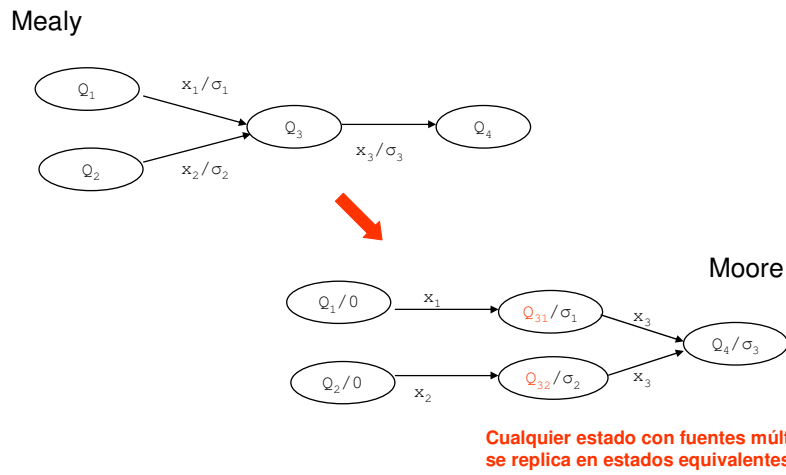 Mealy
Q₁
x₁/σ₁
Q₃
Q₄
x₃/σ₃
Q₂
x₂/σ₂
Moore
Q₁/0
x₁
Q₃₁/σ₁
x₃
Q₄/σ₃
Q₂/0
x₂
Q₃₂/σ₂
x₃
Cualquier estado con fuentes múlt
se replica en estados equivalentes